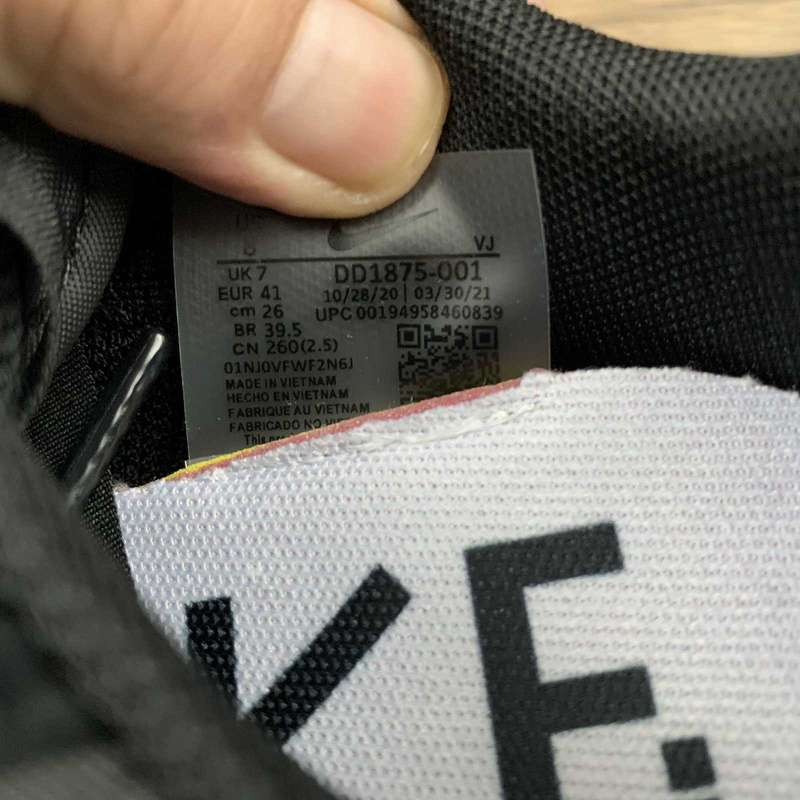 VJ
UK 7 DD1875-001
EUR 41 10/28/20 | 03/30/21
cm 26 UPC 00194958460839
BR 39.5
CN 260(2.5)
01NJ0VFWF2N6J
MADE IN VIETNAM
HECHO EN VIETNAM
FABRIQUE AU VIETNAM
FABRICADO NO
This
KE.